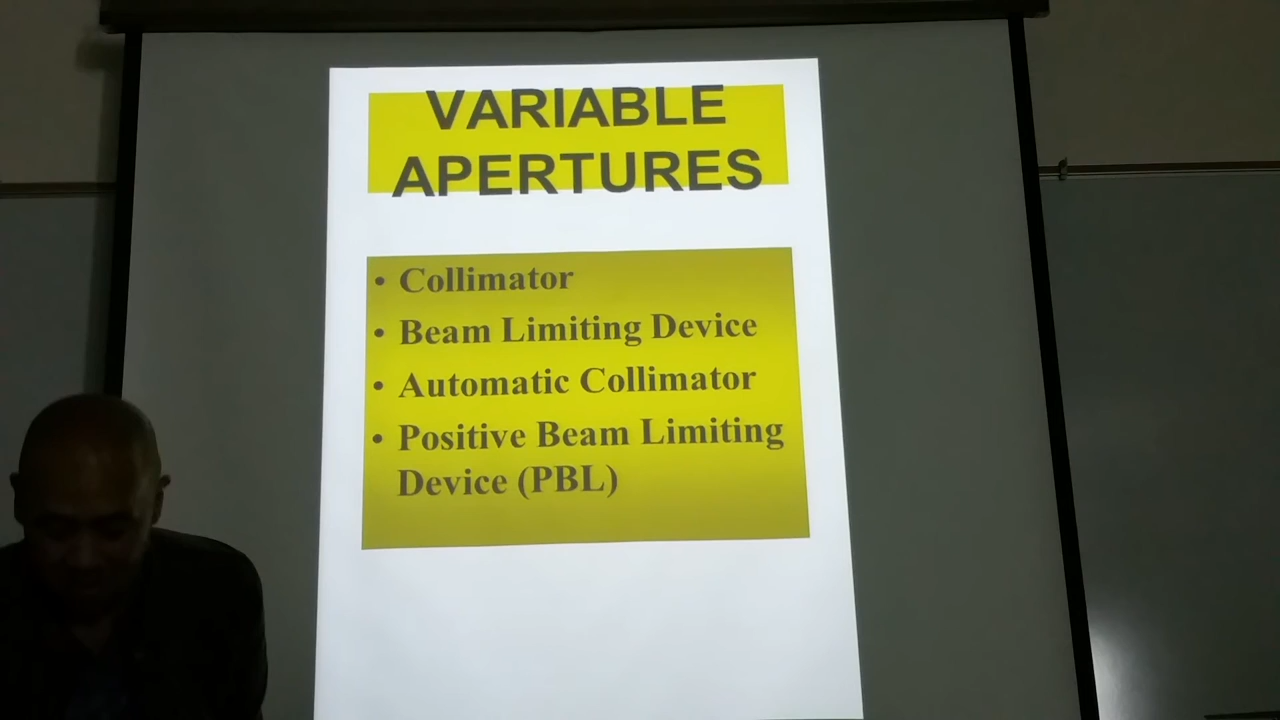 VARIABLE
APERTURES
• Collimator
• Beam Limiting Device
• Automatic Collimator
• Positive Beam Limiting
Device (PBL)